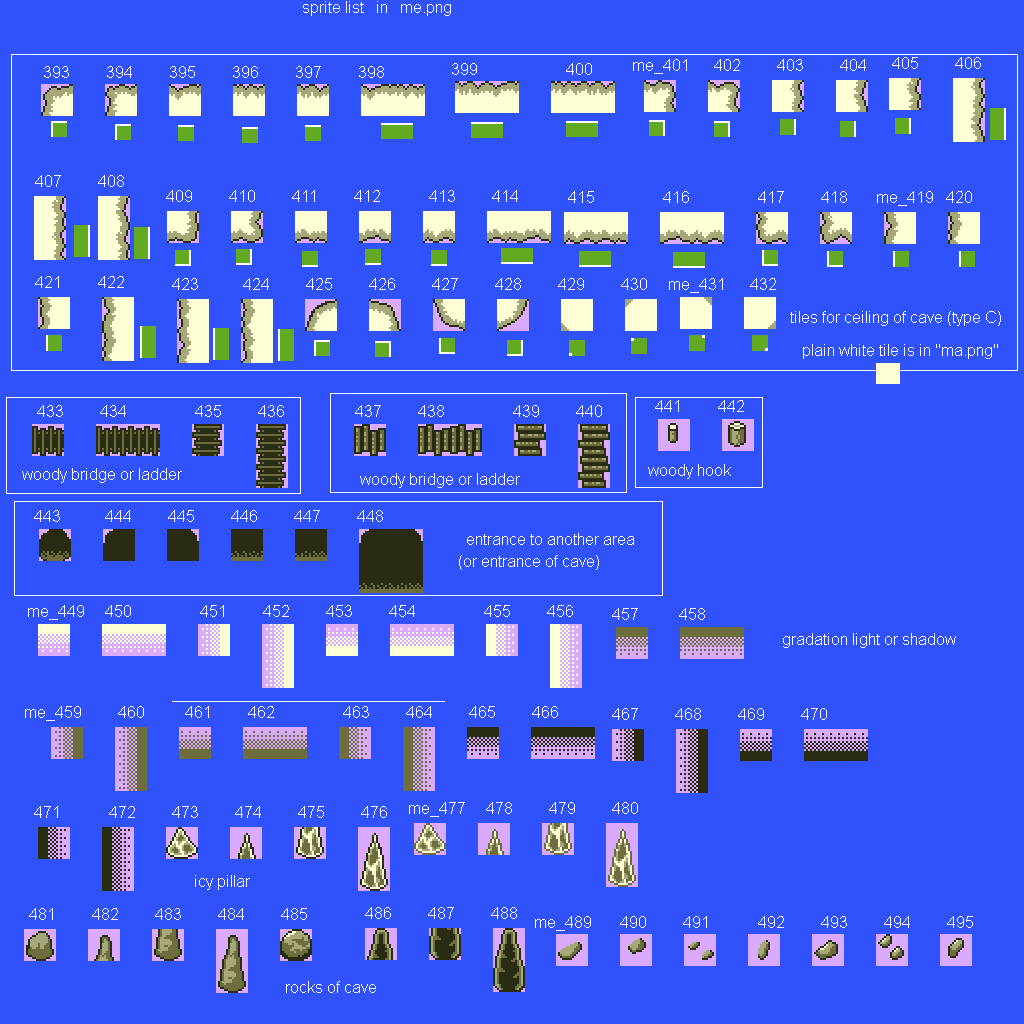 sprite list in me.png
393 394 395 396 397 398 399 400 me_401 402 403 404 405 406
407 408 409 410 411 412 413 414 415 416 417 418 me_419 420
421 422 423 424 425 426 427 428 429 430 me_431 432
tiles for ceiling of cave (type C)
plain white tile is in "ma.png"
433 434 435 436
woody bridge or ladder
437 438 439 440
woody bridge or ladder
441 442
woody hook
443 444 445 446 447 448
entrance to another area
(or entrance of cave)
me_449 450 451 452 453 454 455 456 457 458
gradation light or shadow
me_459 460 461 462 463 464 465 466 467 468 469 470
471 472 473 474 475 476 me_477 478 479 480
icy pillar
481 482 483 484 485 486 487 488 me_489 490 491 492 493 494 495
rocks of cave